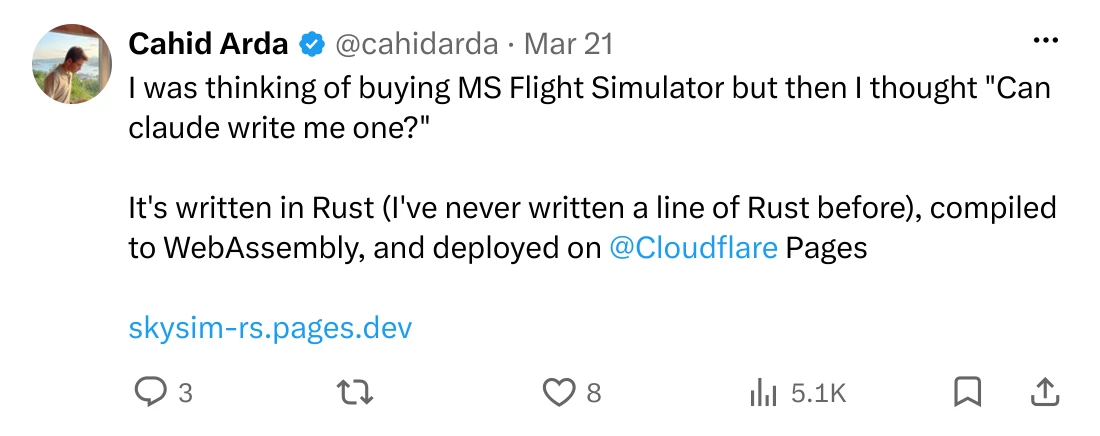 Cahid Arda @cahidarda · Mar 21
I was thinking of buying MS Flight Simulator but then I thought "Can
claude write me one?"
It's written in Rust (I've never written a line of Rust before), compiled
to WebAssembly, and deployed on @Cloudflare Pages
skysim-rs.pages.dev
3 8 5.1K